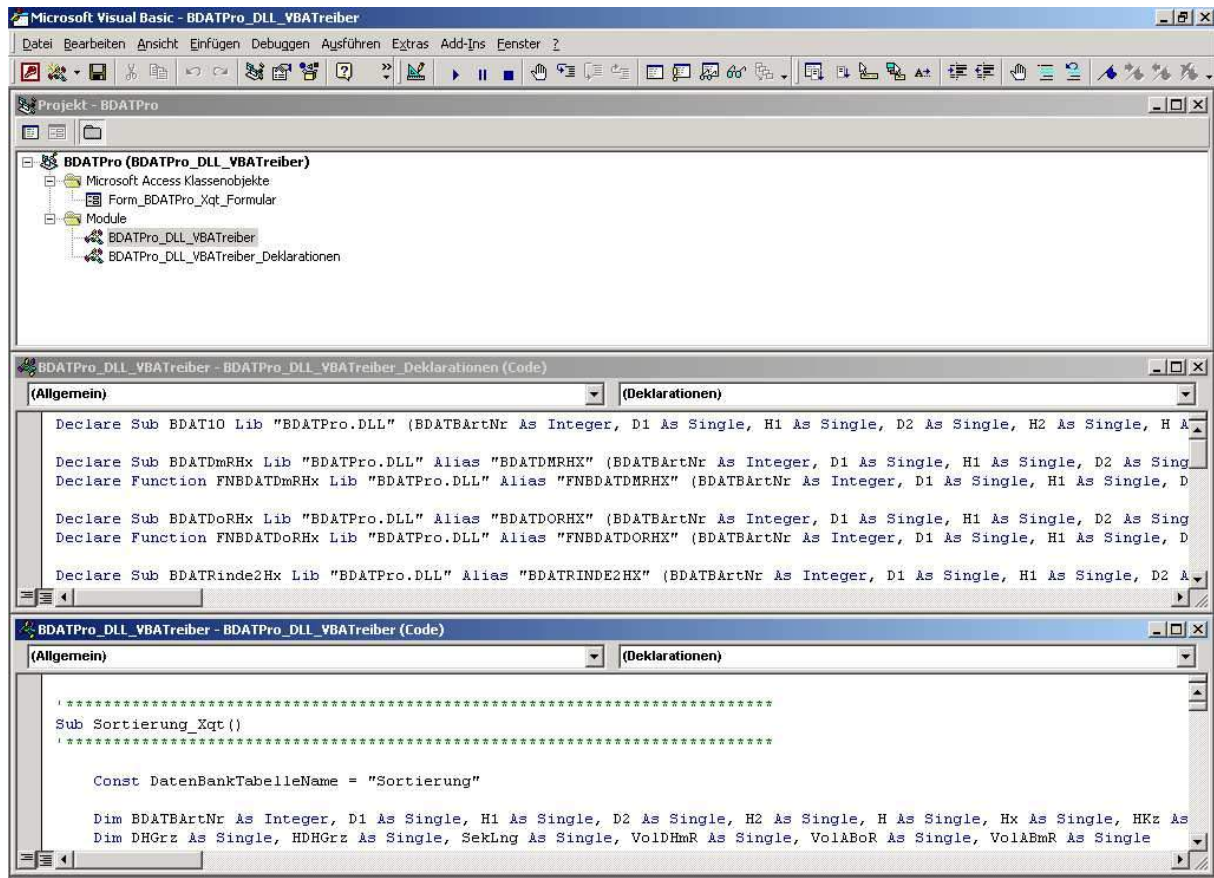 Microsoft Visual Basic - BDATPro_DLL_VBATreiber
Datei Bearbeiten Ansicht Einfügen Debuggen Ausführen Extras Add-Ins Fenster ?
Projekt - BDATPro
BDATPro (BDATPro_DLL_VBATreiber)
Microsoft Access Klassenobjekte
Form_BDATPro_Xqt_Formular
Module
BDATPro_DLL_VBATreiber
BDATPro_DLL_VBATreiber_Deklarationen
BDATPro_DLL_VBATreiber - BDATPro_DLL_VBATreiber_Deklarationen (Code)
(Allgemein) (Deklarationen)
Declare Sub BDAT10 Lib "BDATPro.DLL" (BDATBArtNr As Integer, D1 As Single, H1 As Single, D2 As Single, H2 As Single, H A
Declare Sub BDATDmRHx Lib "BDATPro.DLL" Alias "BDATDMRHX" (BDATBArtNr As Integer, D1 As Single, H1 As Single, D2 As Sing
Declare Function FNBDATDmRHx Lib "BDATPro.DLL" Alias "FNBDATDMRHX" (BDATBArtNr As Integer, D1 As Single, H1 As Single, D
Declare Sub BDATDoRHx Lib "BDATPro.DLL" Alias "BDATDORHX" (BDATBArtNr As Integer, D1 As Single, H1 As Single, D2 As Sing
Declare Function FNBDATDoRHx Lib "BDATPro.DLL" Alias "FNBDATDORHX" (BDATBArtNr As Integer, D1 As Single, H1 As Single, D
Declare Sub BDATRinde2Hx Lib "BDATPro.DLL" Alias "BDATRINDE2HX" (BDATBArtNr As Integer, D1 As Single, H1 As Single, D2 A
BDATPro_DLL_VBATreiber - BDATPro_DLL_VBATreiber (Code)
(Allgemein) (Deklarationen)
'***************************************************************************
Sub Sortierung_Xqt()
'***************************************************************************
Const DatenBankTabelleName = "Sortierung"
Dim BDATBArtNr As Integer, D1 As Single, H1 As Single, D2 As Single, H2 As Single, H As Single, Hx As Single, HKz As
Dim DHGrz As Single, HDHGrz As Single, SekLng As Single, VolDHmR As Single, VolABoR As Single, VolABmR As Single